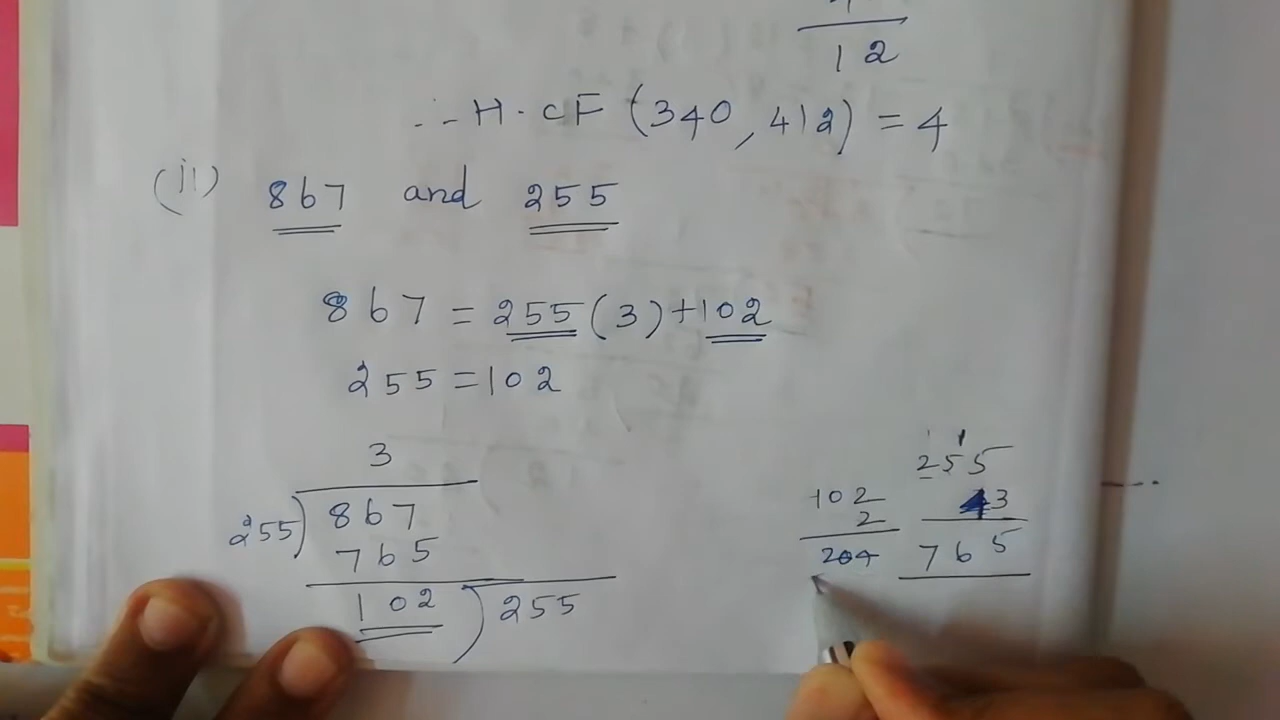 12
∴ H.CF (340, 412) = 4
(ii) 867 and 255
867 = 255 (3) + 102
255 = 102
3
255) 867
765
102) 255
255
3
765
102
2
204